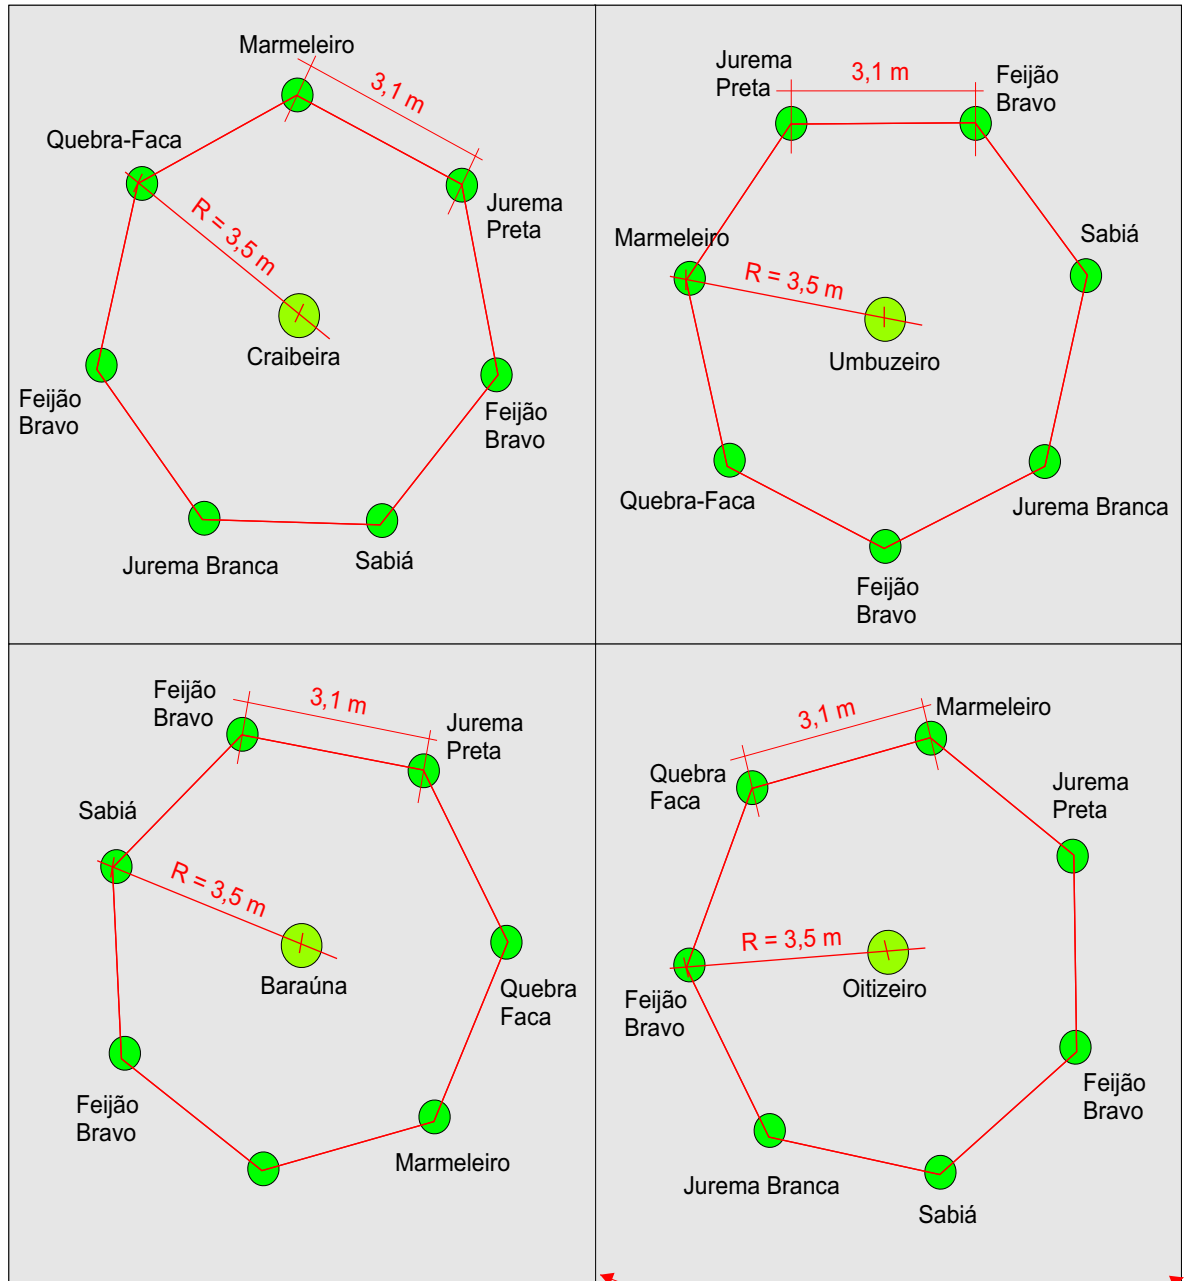 Marmeleiro
3,1 m
Quebra-Faca
Jurema
Preta
R = 3,5 m
Craibeira
Feijão
Bravo
Feijão
Bravo
Jurema Branca
Sabiá
Jurema
Preta
3,1 m
Feijão
Bravo
Marmeleiro
Sabiá
R = 3,5 m
Umbuzeiro
Quebra-Faca
Jurema Branca
Feijão
Bravo
Feijão
Bravo
3,1 m
Jurema
Preta
Sabiá
R = 3,5 m
Baraúna
Quebra
Faca
Feijão
Bravo
Marmeleiro
3,1 m
Marmeleiro
Quebra
Faca
Jurema
Preta
R = 3,5 m
Oitizeiro
Feijão
Bravo
Feijão
Bravo
Jurema Branca
Sabiá